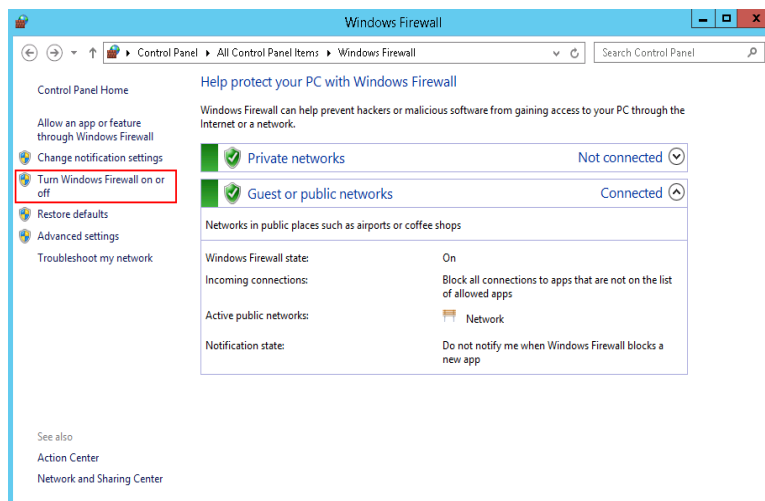 Windows Firewall
Control Panel ▸ All Control Panel Items ▸ Windows Firewall
Search Control Panel
Control Panel Home
Allow an app or feature
through Windows Firewall
Change notification settings
Turn Windows Firewall on or
off
Restore defaults
Advanced settings
Troubleshoot my network
See also
Action Center
Network and Sharing Center
Help protect your PC with Windows Firewall
Windows Firewall can help prevent hackers or malicious software from gaining access to your PC through the
Internet or a network.
Private networks Not connected
Guest or public networks Connected
Networks in public places such as airports or coffee shops
Windows Firewall state: On
Incoming connections: Block all connections to apps that are not on the list
of allowed apps
Active public networks: Network
Notification state: Do not notify me when Windows Firewall blocks a
new app